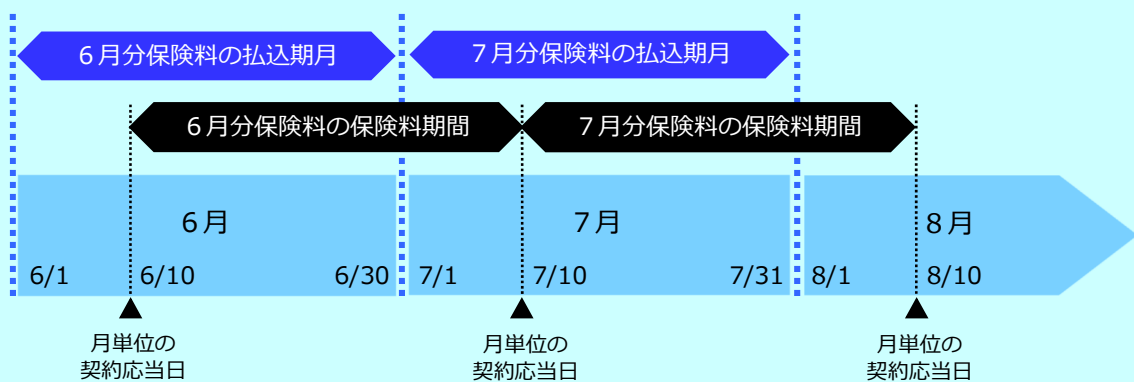 ６月分保険料の払込期月
７月分保険料の払込期月
６月分保険料の保険料期間
７月分保険料の保険料期間
６月
７月
８月
6/1
6/10
6/30
7/1
7/10
7/31
8/1
8/10
月単位の
契約応当日
月単位の
契約応当日
月単位の
契約応当日